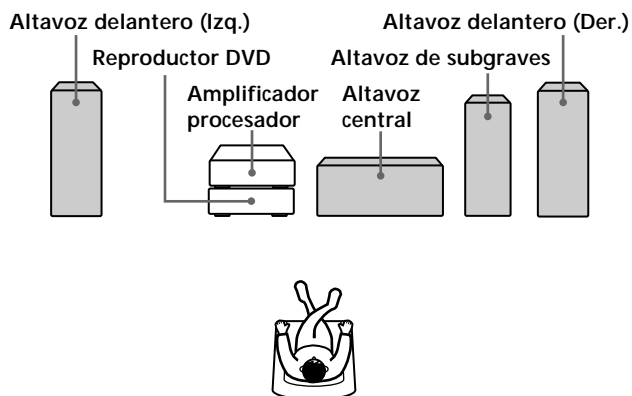 Altavoz delantero (Izq.)
Altavoz delantero (Der.)
Reproductor DVD
Altavoz de subgraves
Amplificador
procesador
Altavoz
central